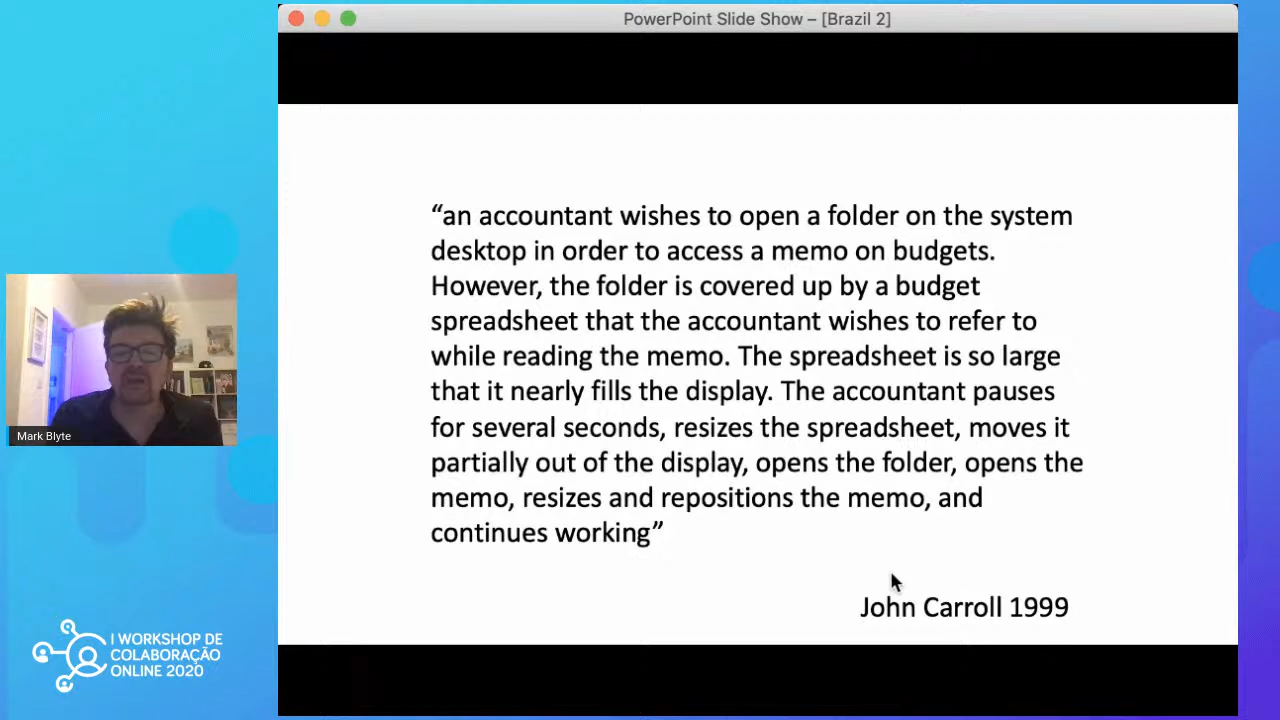 PowerPoint Slide Show – [Brazil 2]
“an accountant wishes to open a folder on the system
desktop in order to access a memo on budgets.
However, the folder is covered up by a budget
spreadsheet that the accountant wishes to refer to
while reading the memo. The spreadsheet is so large
that it nearly fills the display. The accountant pauses
for several seconds, resizes the spreadsheet, moves it
partially out of the display, opens the folder, opens the
memo, resizes and repositions the memo, and
continues working”
John Carroll 1999
Mark Blyte
I WORKSHOP DE
COLABORAÇÃO
ONLINE 2020